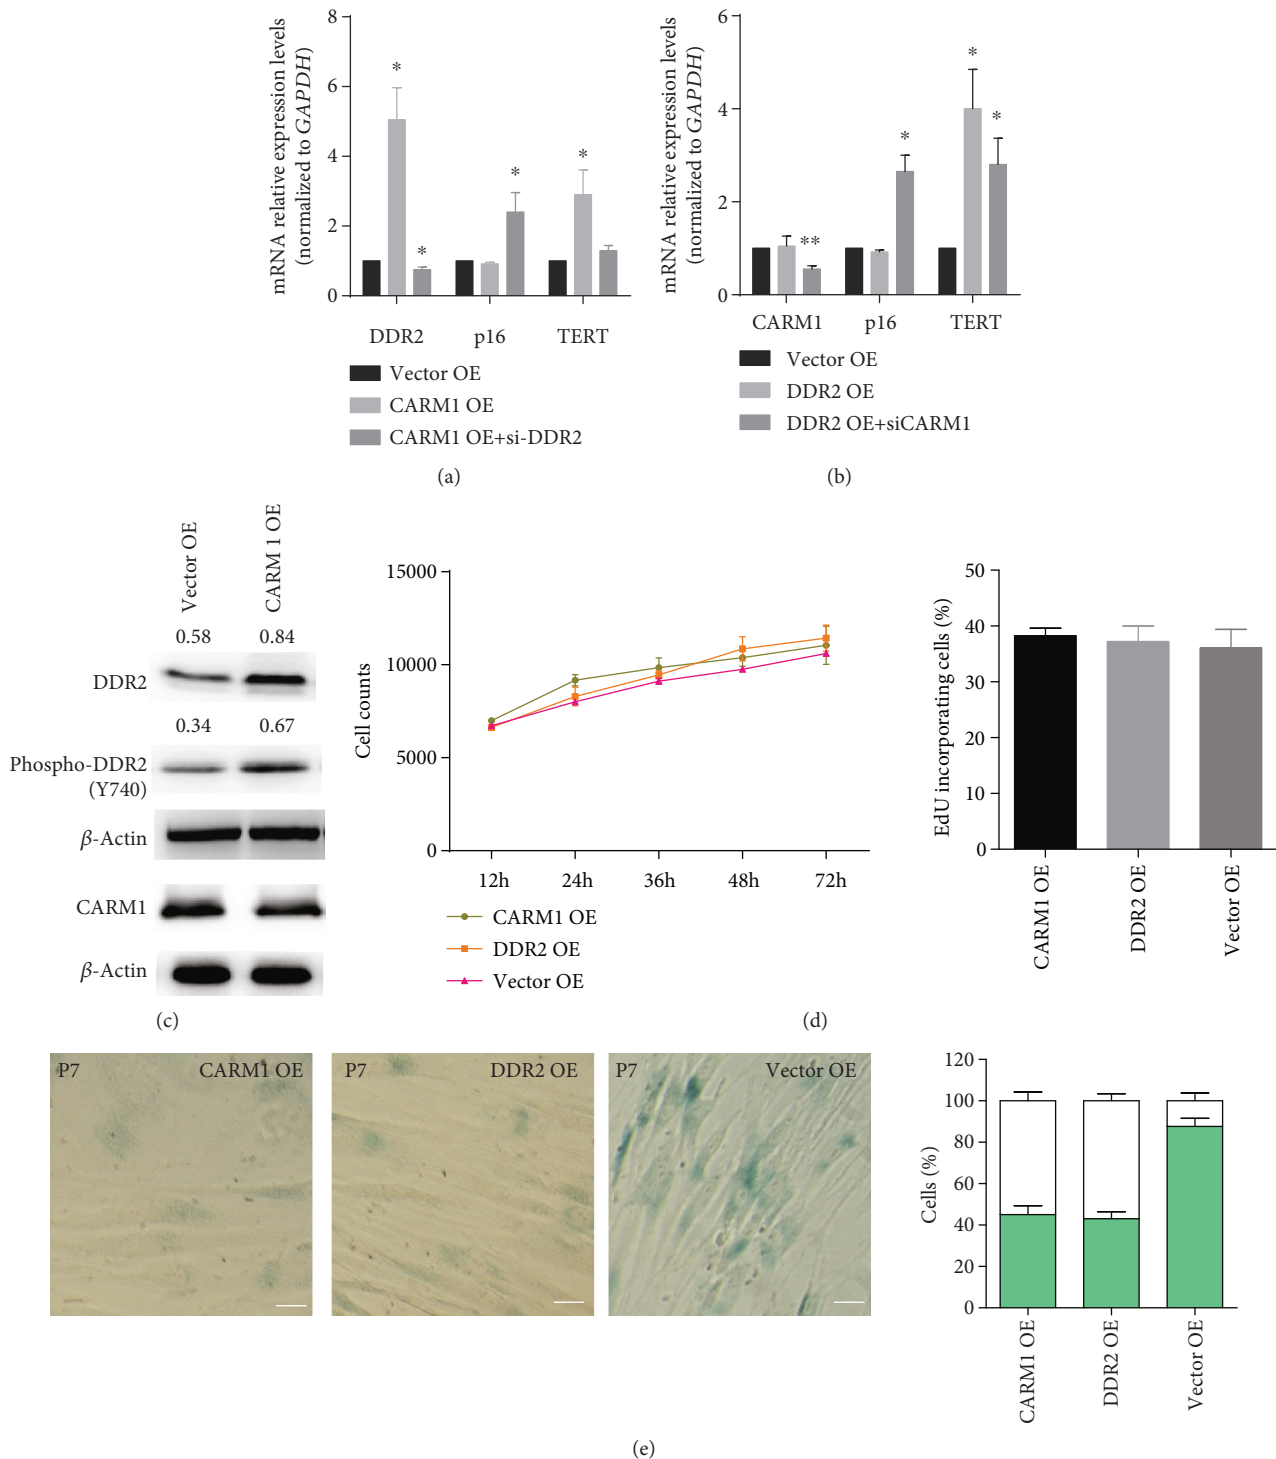 mRNA relative expression levels
(normalized to GAPDH)
8
6
4
2
0
*
*
*
*
DDR2 p16 TERT
Vector OE
CARM1 OE
CARM1 OE+si-DDR2
(a)
mRNA relative expression levels
(normalized to GAPDH)
6
4
2
0
**
*
*
*
CARM1 p16 TERT
Vector OE
DDR2 OE
DDR2 OE+siCARM1
(b)
Vector OE
CARM 1 OE
0.58 0.84
DDR2
0.34 0.67
Phospho-DDR2
(Y740)
β-Actin
CARM1
β-Actin
(c)
Cell counts
15000
10000
5000
0
12h 24h 36h 48h 72h
CARM1 OE
DDR2 OE
Vector OE
EdU incorporating cells (%)
50
40
30
20
10
0
CARM1 OE
DDR2 OE
Vector OE
(d)
P7 CARM1 OE
P7 DDR2 OE
P7 Vector OE
Cells (%)
120
100
80
60
40
20
0
CARM1 OE
DDR2 OE
Vector OE
(e)